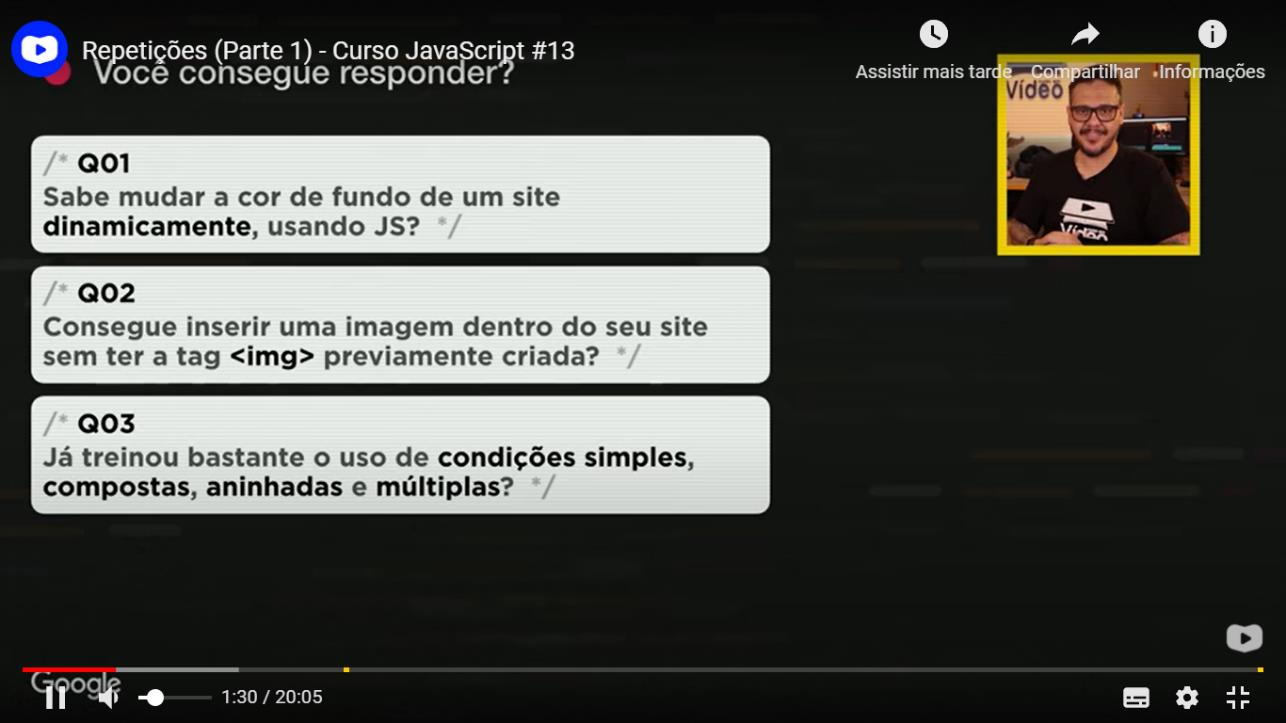 Repetições (Parte 1) - Curso JavaScript #13
Assistir mais tarde
Compartilhar
Informações
Você consegue responder?
Vídeo
/* Q01
Sabe mudar a cor de fundo de um site
dinamicamente, usando JS? */
Vídeo
/* Q02
Consegue inserir uma imagem dentro do seu site
sem ter a tag <img> previamente criada? */
/* Q03
Já treinou bastante o uso de condições simples,
compostas, aninhadas e múltiplas? */
Google
1:30 / 20:05